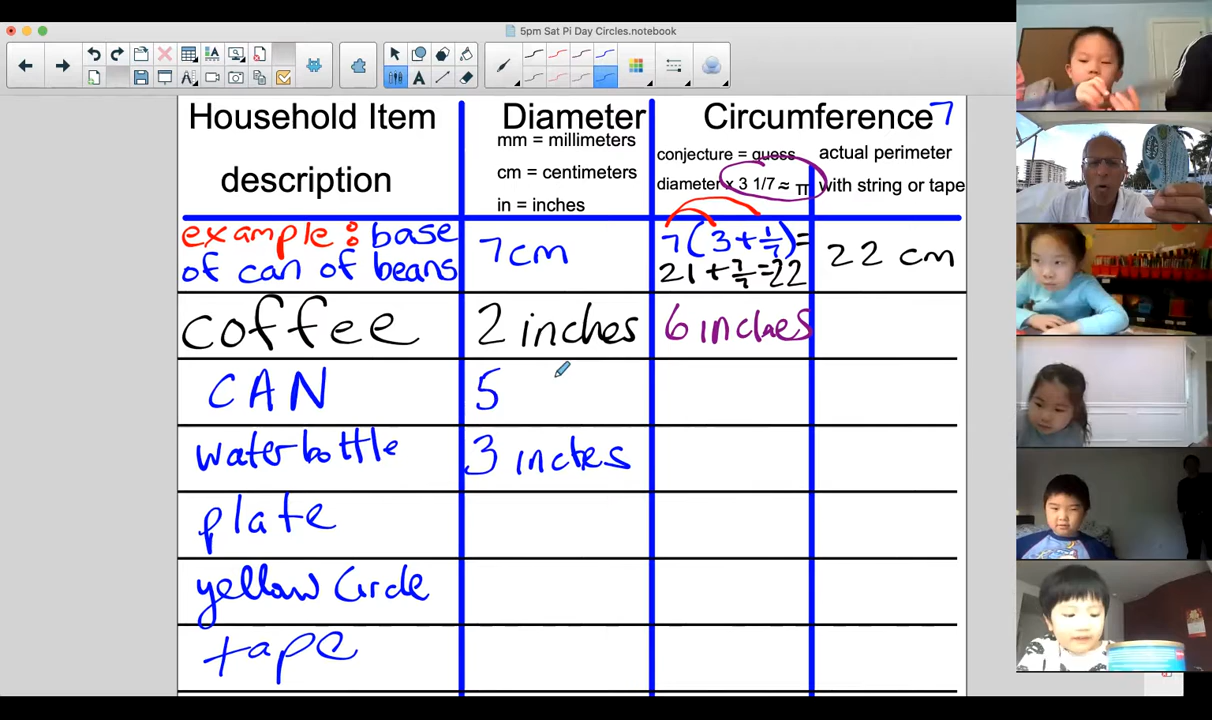 5pm Sat Pi Day Circles.notebook
Household Item Diameter Circumference 7
description
mm = millimeters
cm = centimeters
in = inches
conjecture = guess
diameter x 3 1/7 ≈ π
actual perimeter
with string or tape
example: base
of can of beans
7cm
7(3+1/7)=
21+7/7=22
22 cm
coffee 2 inches 6 inches
CAN 5
waterbottle 3 inches
plate
yellow Circle
tape